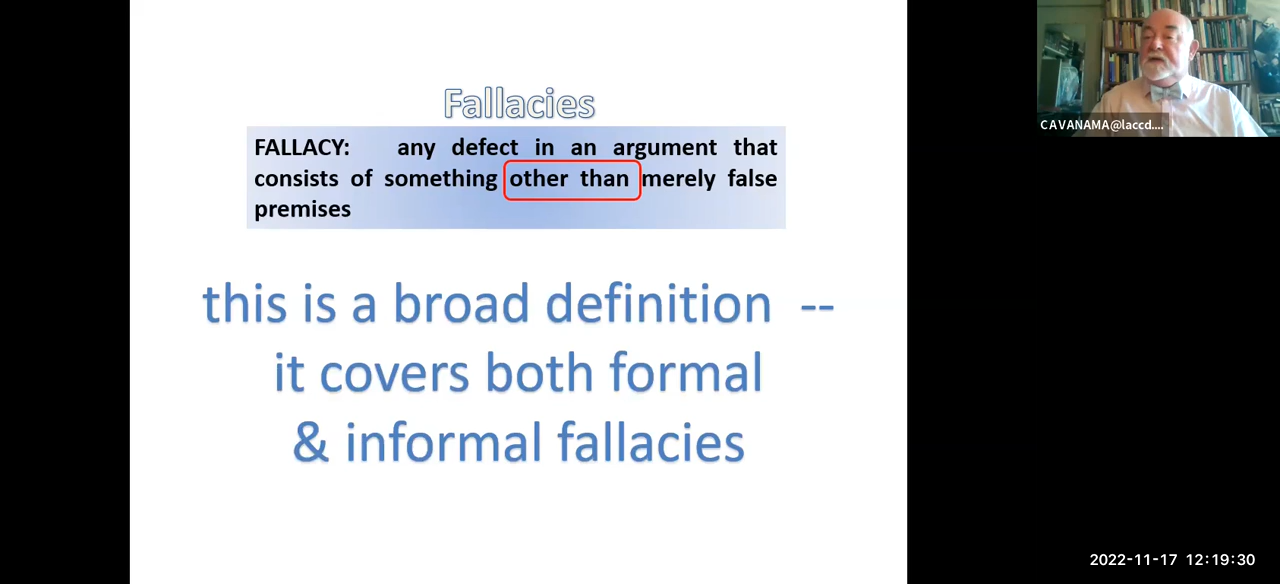 Fallacies
FALLACY: any defect in an argument that
consists of something other than merely false
premises
this is a broad definition --
it covers both formal
& informal fallacies
CAVANAMA@laccd....
2022-11-17 12:19:30